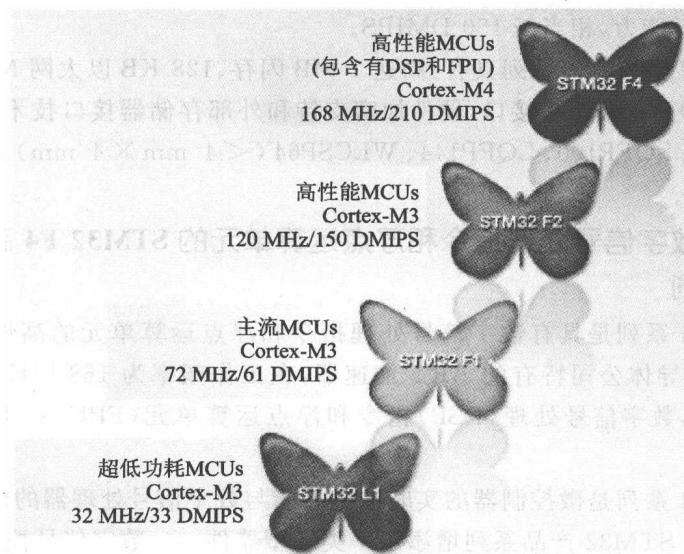 高性能MCUs
(包含有DSP和FPU)
Cortex-M4
168 MHz/210 DMIPS
STM32 F4
高性能MCUs
Cortex-M3
120 MHz/150 DMIPS
STM32 F2
主流MCUs
Cortex-M3
72 MHz/61 DMIPS
STM32 F1
超低功耗MCUs
Cortex-M3
32 MHz/33 DMIPS
STM32 L1